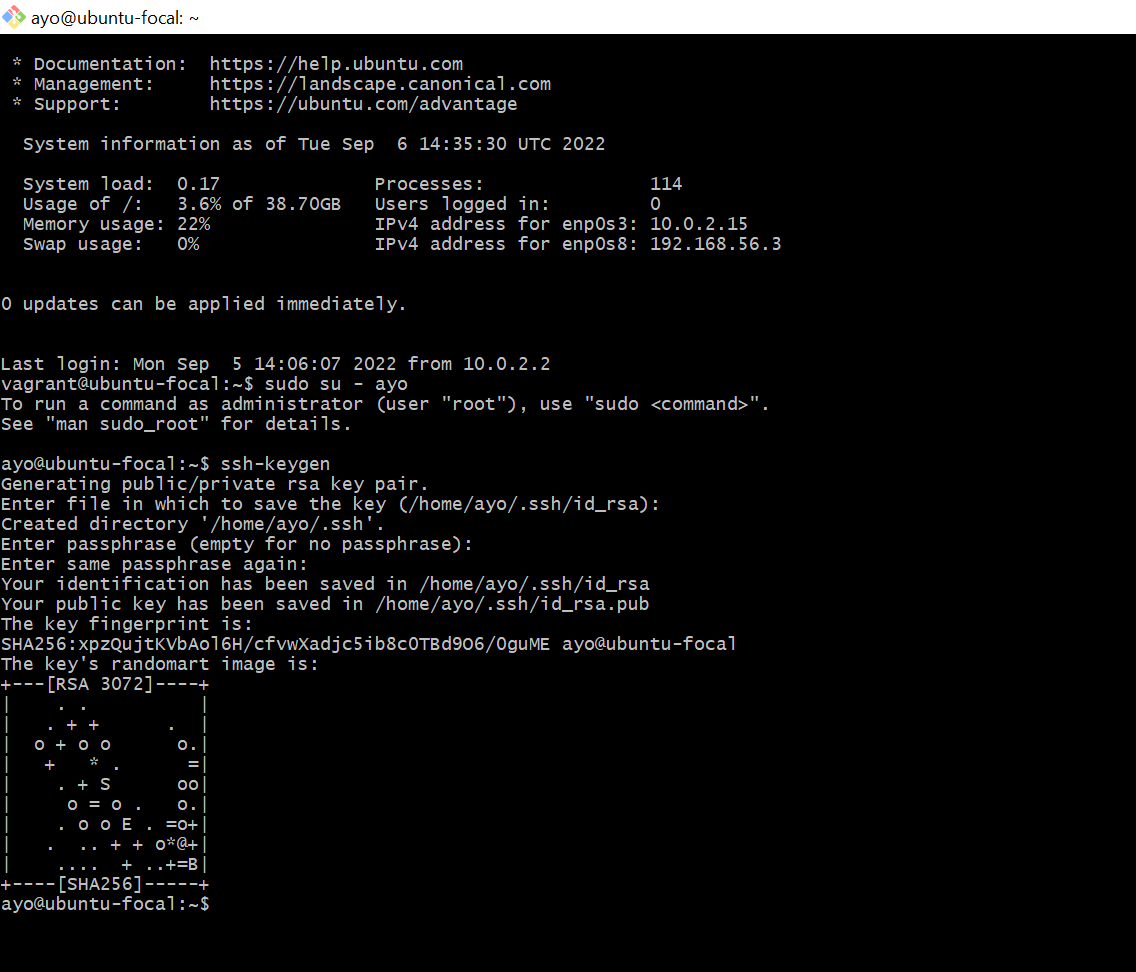 ayo@ubuntu-focal: ~
 * Documentation:  https://help.ubuntu.com
 * Management:     https://landscape.canonical.com
 * Support:        https://ubuntu.com/advantage
  System information as of Tue Sep  6 14:35:30 UTC 2022
  System load:  0.17              Processes:               114
  Usage of /:   3.6% of 38.70GB   Users logged in:         0
  Memory usage: 22%               IPv4 address for enp0s3: 10.0.2.15
  Swap usage:   0%                IPv4 address for enp0s8: 192.168.56.3
0 updates can be applied immediately.
Last login: Mon Sep  5 14:06:07 2022 from 10.0.2.2
vagrant@ubuntu-focal:~$ sudo su - ayo
To run a command as administrator (user "root"), use "sudo <command>".
See "man sudo_root" for details.
ayo@ubuntu-focal:~$ ssh-keygen
Generating public/private rsa key pair.
Enter file in which to save the key (/home/ayo/.ssh/id_rsa):
Created directory '/home/ayo/.ssh'.
Enter passphrase (empty for no passphrase):
Enter same passphrase again:
Your identification has been saved in /home/ayo/.ssh/id_rsa
Your public key has been saved in /home/ayo/.ssh/id_rsa.pub
The key fingerprint is:
SHA256:xpzQujtKVbAol6H/cfvwXadjc5ib8c0TBd9O6/0guME ayo@ubuntu-focal
The key's randomart image is:
+---[RSA 3072]----+
|    . .          |
|   . + +      .  |
|  o + o o      o.|
|   +   * .      =|
|    . + S      oo|
|     o = o .   o.|
|    . o o E . =o+|
|   .  .. + + o*@+|
|    ....  + ..+=B|
+----[SHA256]-----+
ayo@ubuntu-focal:~$